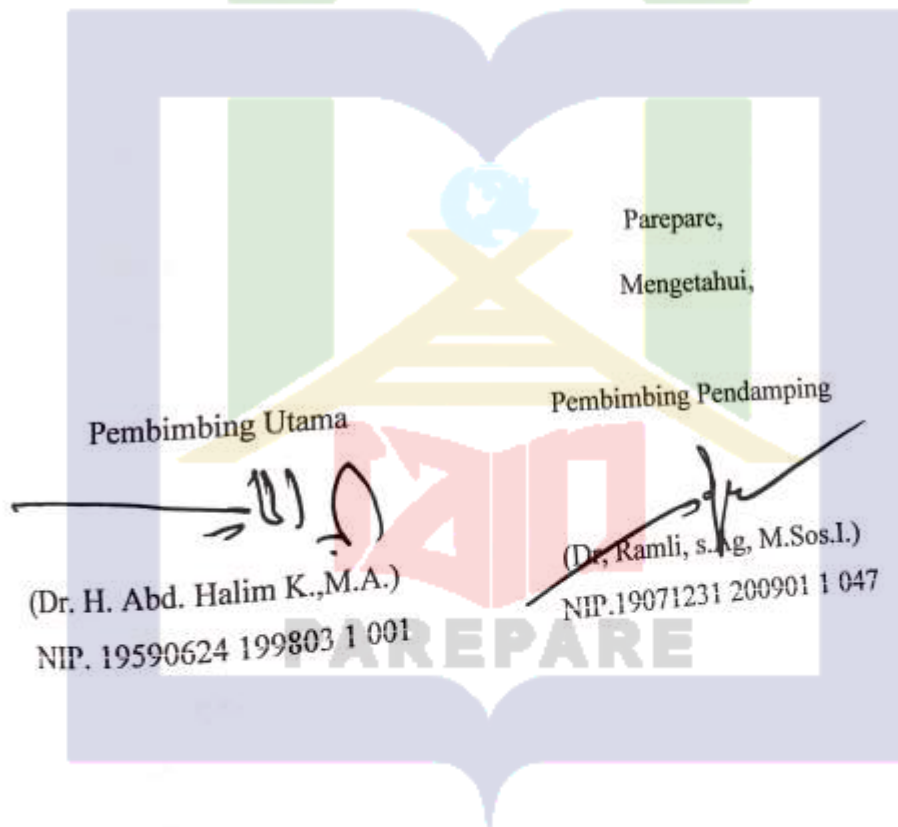 Parepare,
Mengetahui,
Pembimbing Utama
Pembimbing Pendamping
(Dr. H. Abd. Halim K.,M.A.)
(Dr, Ramli, s.Ag, M.Sos.I.)
NIP. 19590624 199803 1 001
NIP.19071231 200901 1 047
IAIN
PAREPARE